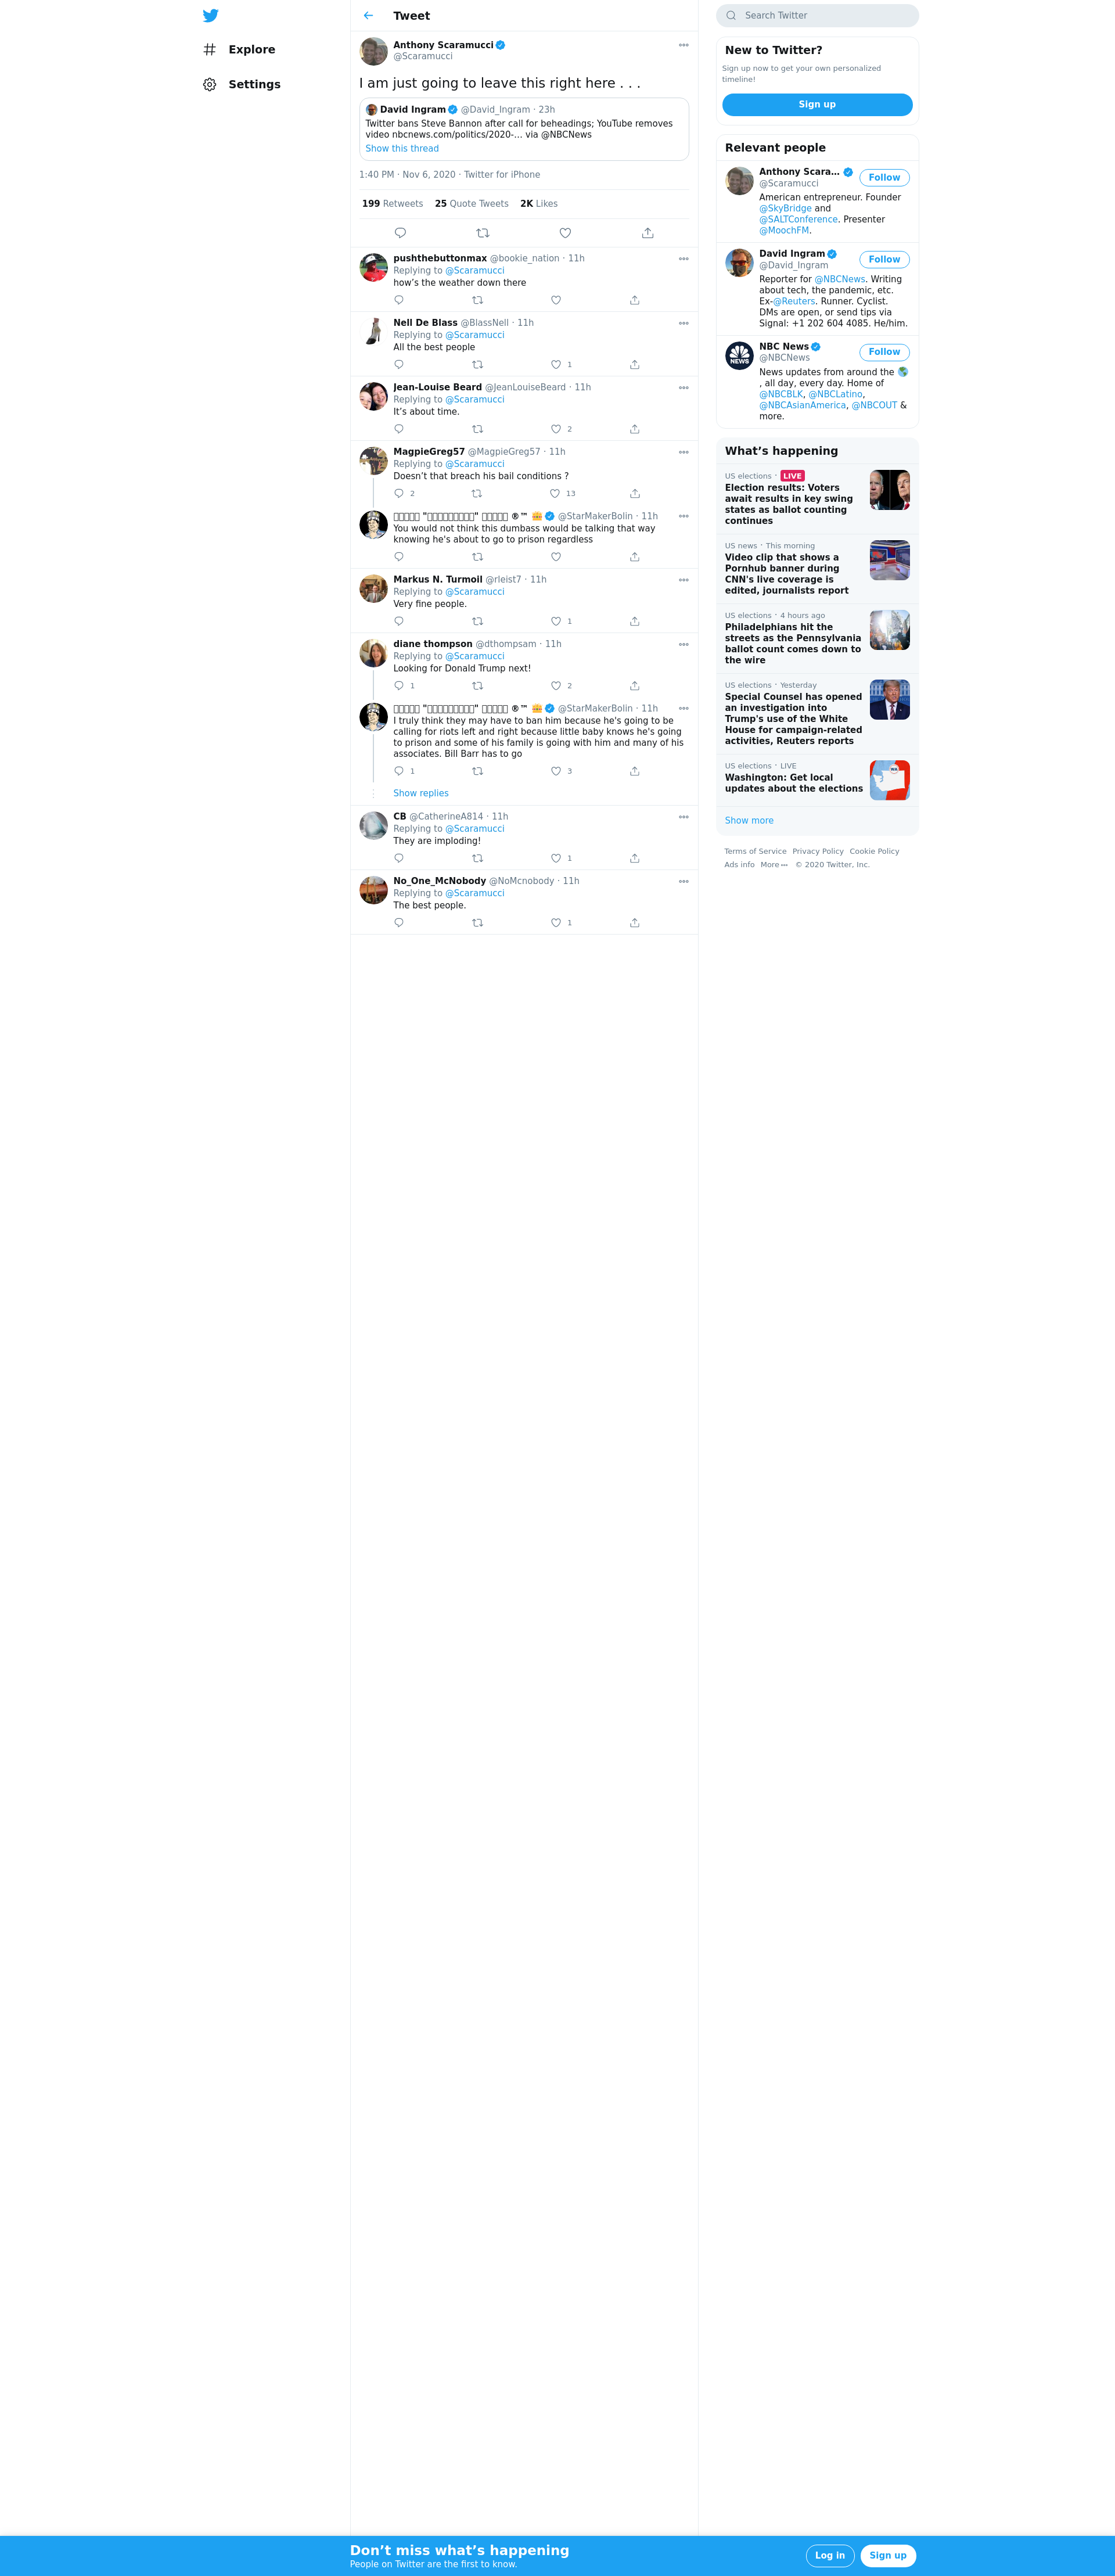 Explore
Settings
Tweet
Anthony Scaramucci
@Scaramucci
I am just going to leave this right here . . .
David Ingram @David_Ingram · 23h
Twitter bans Steve Bannon after call for beheadings; YouTube removes
video nbcnews.com/politics/2020-… via @NBCNews
Show this thread
1:40 PM · Nov 6, 2020 · Twitter for iPhone
199 Retweets 25 Quote Tweets 2K Likes
pushthebuttonmax @bookie_nation · 11h
Replying to @Scaramucci
how’s the weather down there
Nell De Blass @BlassNell · 11h
Replying to @Scaramucci
All the best people
1
Jean-Louise Beard @JeanLouiseBeard · 11h
Replying to @Scaramucci
It’s about time.
2
MagpieGreg57 @MagpieGreg57 · 11h
Replying to @Scaramucci
Doesn’t that breach his bail conditions ?
2 13
®™ @StarMakerBolin · 11h
You would not think this dumbass would be talking that way
knowing he's about to go to prison regardless
Markus N. Turmoil @rleist7 · 11h
Replying to @Scaramucci
Very fine people.
1
diane thompson @dthompsam · 11h
Replying to @Scaramucci
Looking for Donald Trump next!
1 2
®™ @StarMakerBolin · 11h
I truly think they may have to ban him because he's going to be
calling for riots left and right because little baby knows he's going
to prison and some of his family is going with him and many of his
associates. Bill Barr has to go
1 3
Show replies
CB @CatherineA814 · 11h
Replying to @Scaramucci
They are imploding!
1
No_One_McNobody @NoMcnobody · 11h
Replying to @Scaramucci
The best people.
1
Search Twitter
New to Twitter?
Sign up now to get your own personalized
timeline!
Sign up
Relevant people
Anthony Scara…
@Scaramucci
Follow
American entrepreneur. Founder
@SkyBridge and
@SALTConference. Presenter
@MoochFM.
David Ingram
@David_Ingram
Follow
Reporter for @NBCNews. Writing
about tech, the pandemic, etc.
Ex-@Reuters. Runner. Cyclist.
DMs are open, or send tips via
Signal: +1 202 604 4085. He/him.
NBC News
@NBCNews
Follow
NEWS
News updates from around the 🌎
, all day, every day. Home of
@NBCBLK, @NBCLatino,
@NBCAsianAmerica, @NBCOUT &
more.
What’s happening
US elections · LIVE
Election results: Voters
await results in key swing
states as ballot counting
continues
US news · This morning
Video clip that shows a
Pornhub banner during
CNN's live coverage is
edited, journalists report
US elections · 4 hours ago
Philadelphians hit the
streets as the Pennsylvania
ballot count comes down to
the wire
US elections · Yesterday
Special Counsel has opened
an investigation into
Trump's use of the White
House for campaign-related
activities, Reuters reports
US elections · LIVE
Washington: Get local
updates about the elections
WA
Show more
Terms of Service Privacy Policy Cookie Policy
Ads info More ••• © 2020 Twitter, Inc.
Don’t miss what’s happening
People on Twitter are the first to know.
Log in
Sign up